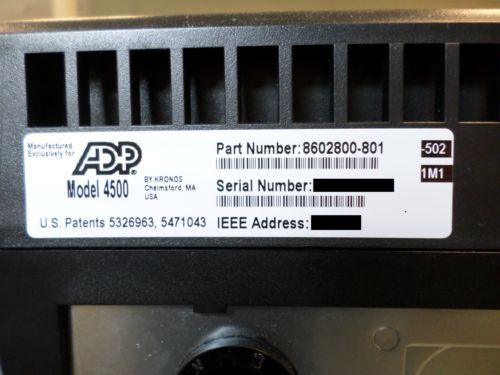 Manufactured
Exclusively for
ADP
Model 4500
BY KRONOS
Chelmsford, MA
USA
U.S. Patents 5326963, 5471043
Part Number: 8602800-801
Serial Number:
IEEE Address:
-502
1M1